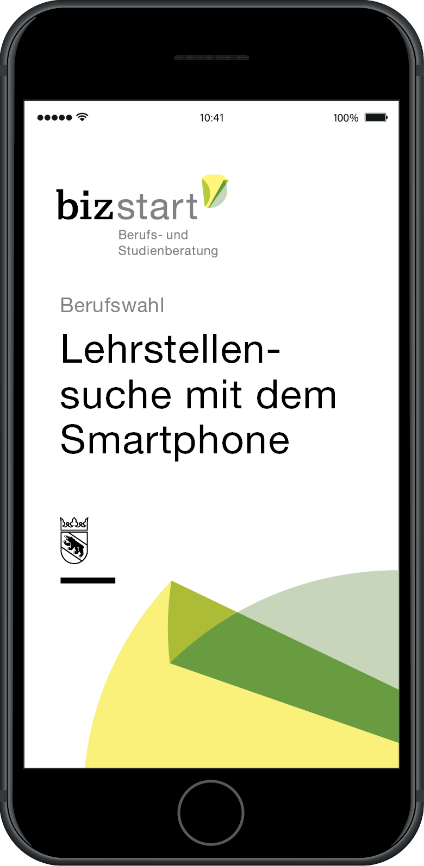 10:41
100%
bizstart
Berufs- und
Studienberatung
Berufswahl
Lehrstellen-
suche mit dem
Smartphone